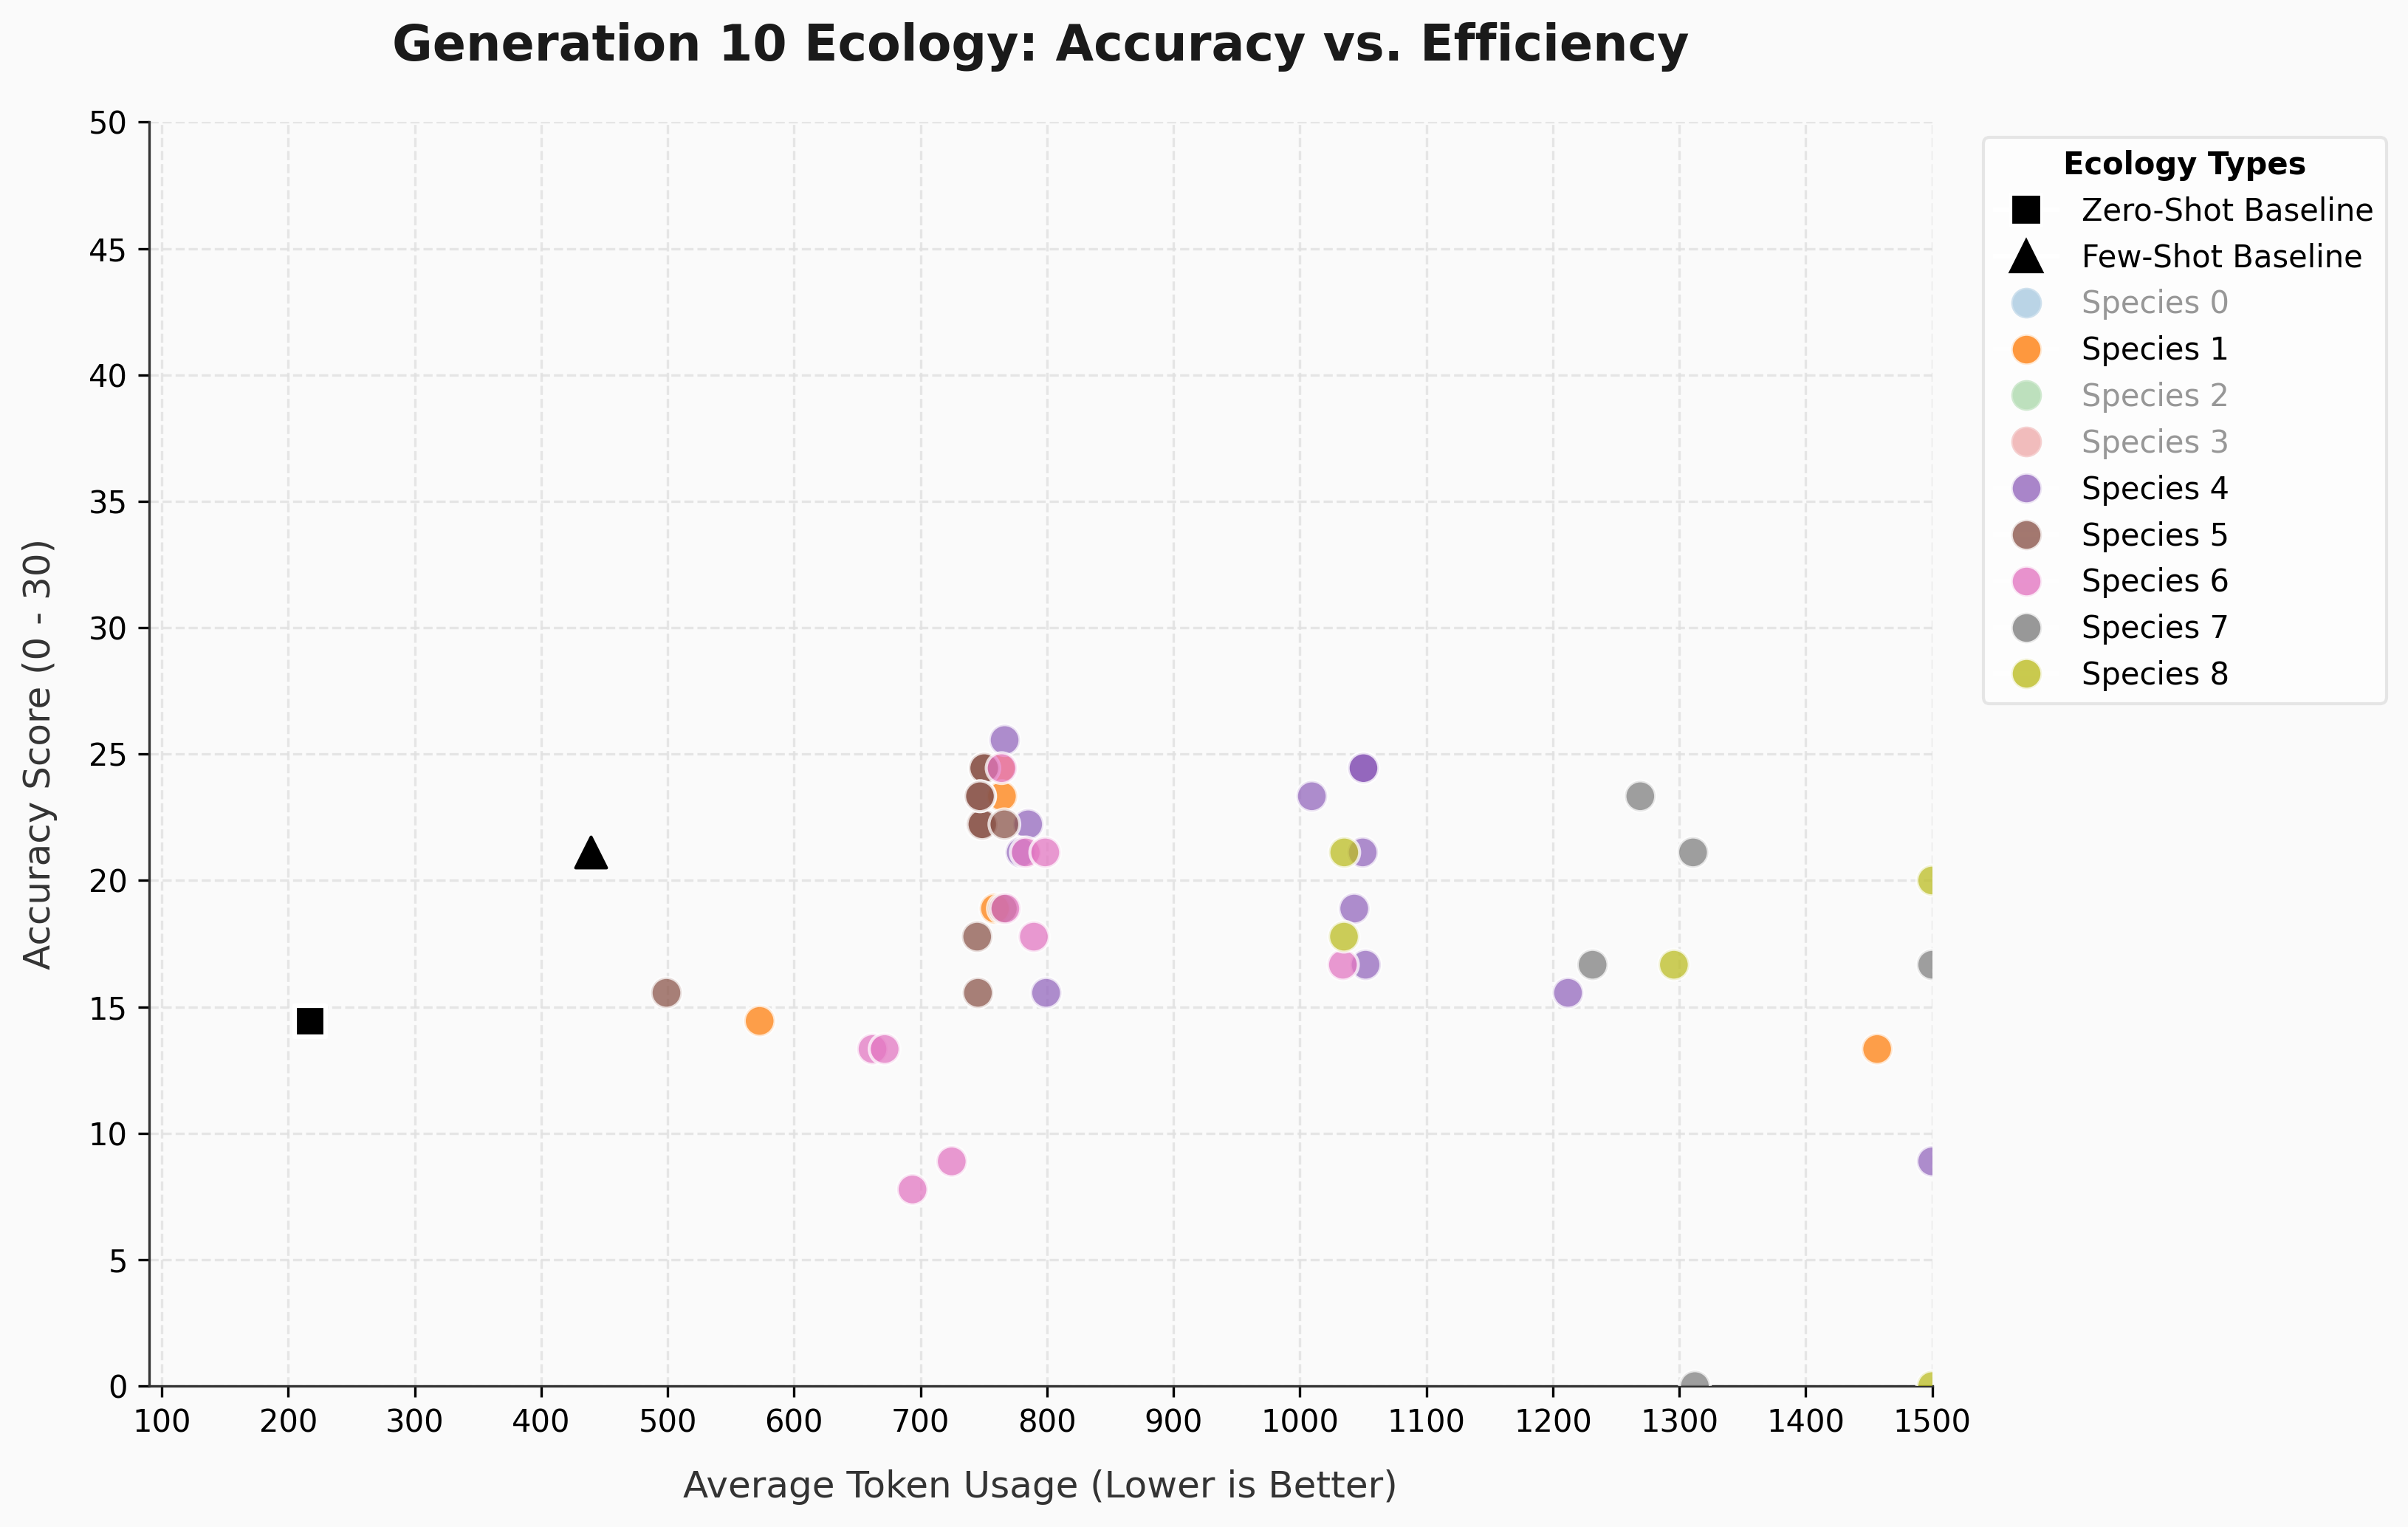 Generation 10 Ecology: Accuracy vs. Efficiency
50
45
40
35
30
25
20
15
10
5
0
Accuracy Score (0 - 30)
100 200 300 400 500 600 700 800 900 1000 1100 1200 1300 1400 1500
Average Token Usage (Lower is Better)
Ecology Types
Zero-Shot Baseline
Few-Shot Baseline
Species 0
Species 1
Species 2
Species 3
Species 4
Species 5
Species 6
Species 7
Species 8